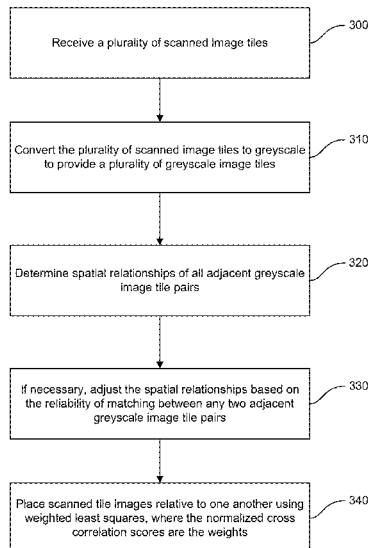 Receive a plurality of scanned image tiles
300
Convert the plurality of scanned image tiles to greyscale
to provide a plurality of greyscale image tiles
310
Determine spatial relationships of all adjacent greyscale
image tile pairs
320
If necessary, adjust the spatial relationships based on
the reliability of matching between any two adjacent
greyscale image tile pairs
330
Place scanned tile images relative to one another using
weighted least squares, where the normalized cross
correlation scores are the weights
340